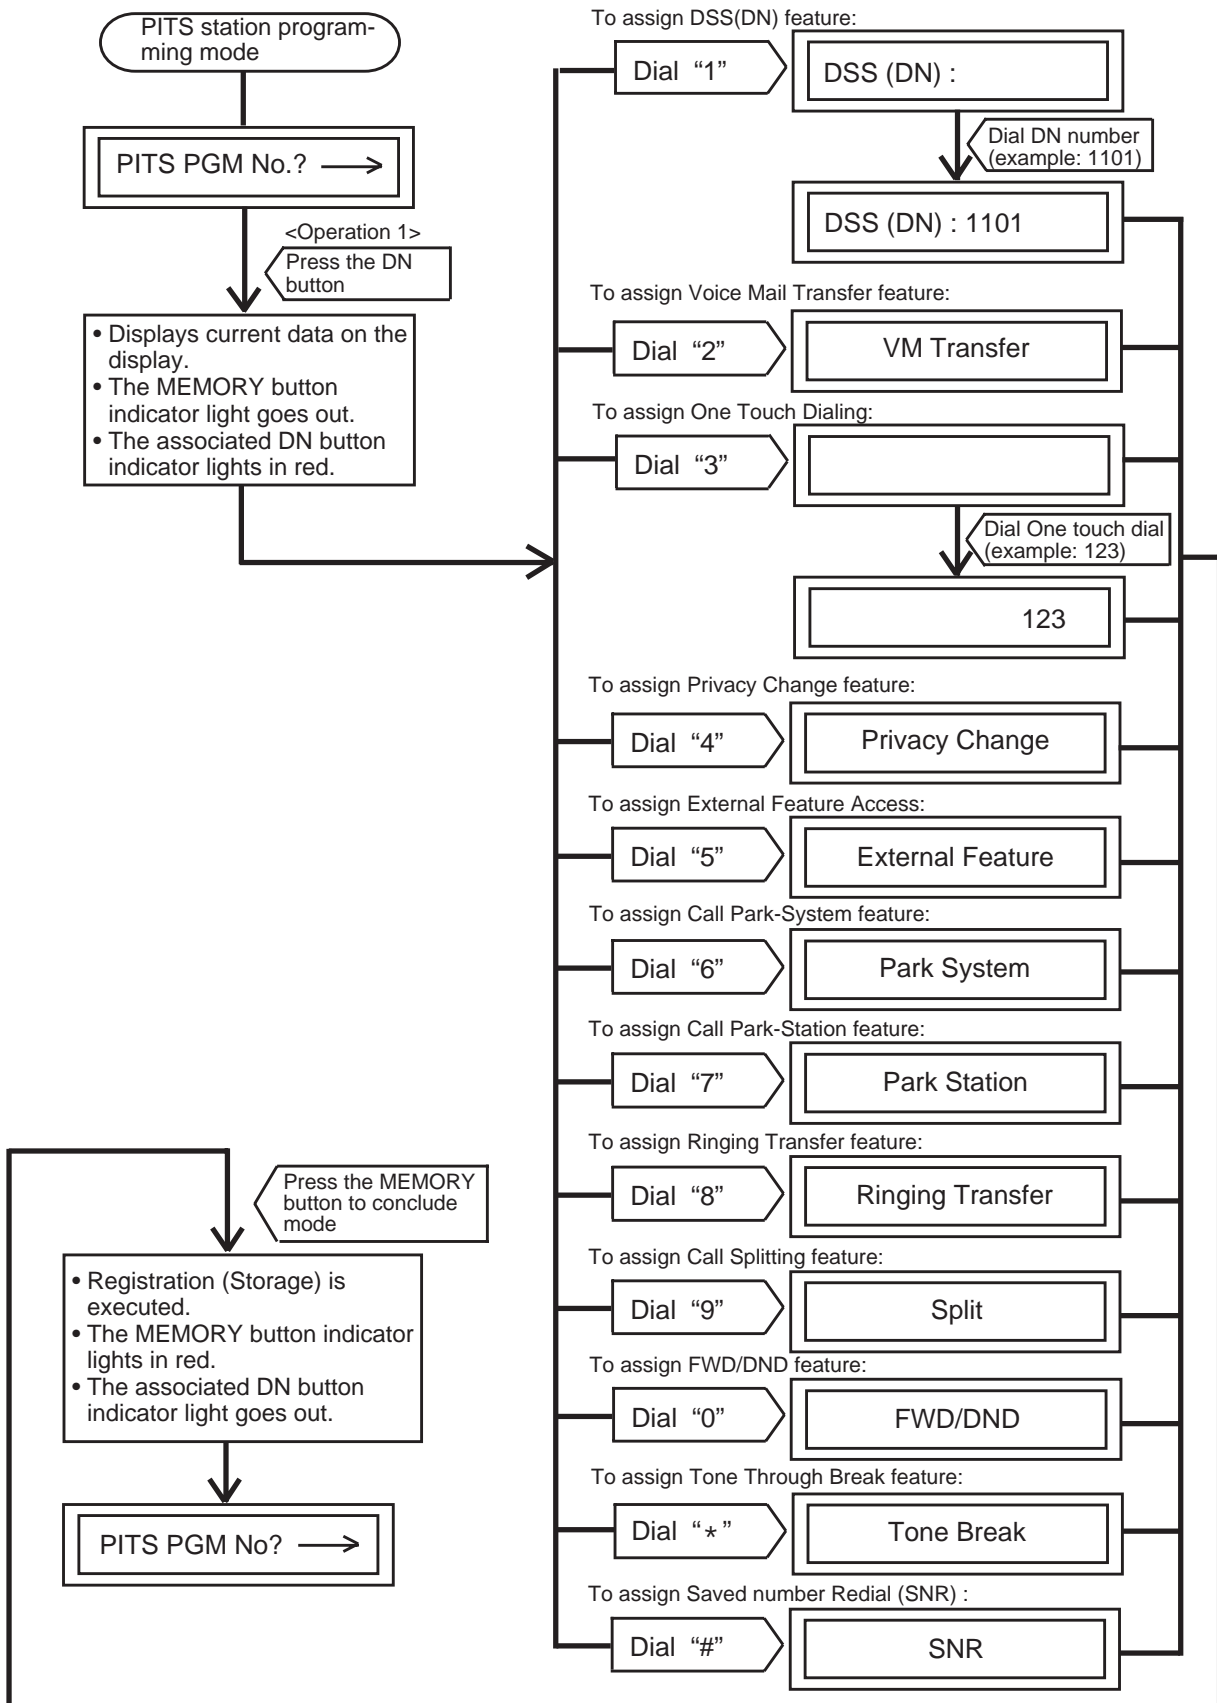 PITS station program-
ming mode
PITS PGM No.?
<Operation 1>
Press the DN
button
• Displays current data on the
display.
• The MEMORY button
indicator light goes out.
• The associated DN button
indicator lights in red.
To assign DSS(DN) feature:
Dial “1”
DSS (DN) :
Dial DN number
(example: 1101)
DSS (DN) : 1101
To assign Voice Mail Transfer feature:
Dial “2”
VM Transfer
To assign One Touch Dialing:
Dial “3”
Dial One touch dial
(example: 123)
123
To assign Privacy Change feature:
Dial “4”
Privacy Change
To assign External Feature Access:
Dial “5”
External Feature
To assign Call Park-System feature:
Dial “6”
Park System
To assign Call Park-Station feature:
Dial “7”
Park Station
To assign Ringing Transfer feature:
Dial “8”
Ringing Transfer
To assign Call Splitting feature:
Dial “9”
Split
To assign FWD/DND feature:
Dial “0”
FWD/DND
To assign Tone Through Break feature:
Dial “*”
Tone Break
To assign Saved number Redial (SNR) :
Dial “#”
SNR
Press the MEMORY
button to conclude
mode
• Registration (Storage) is
executed.
• The MEMORY button indicator
lights in red.
• The associated DN button
indicator light goes out.
PITS PGM No?